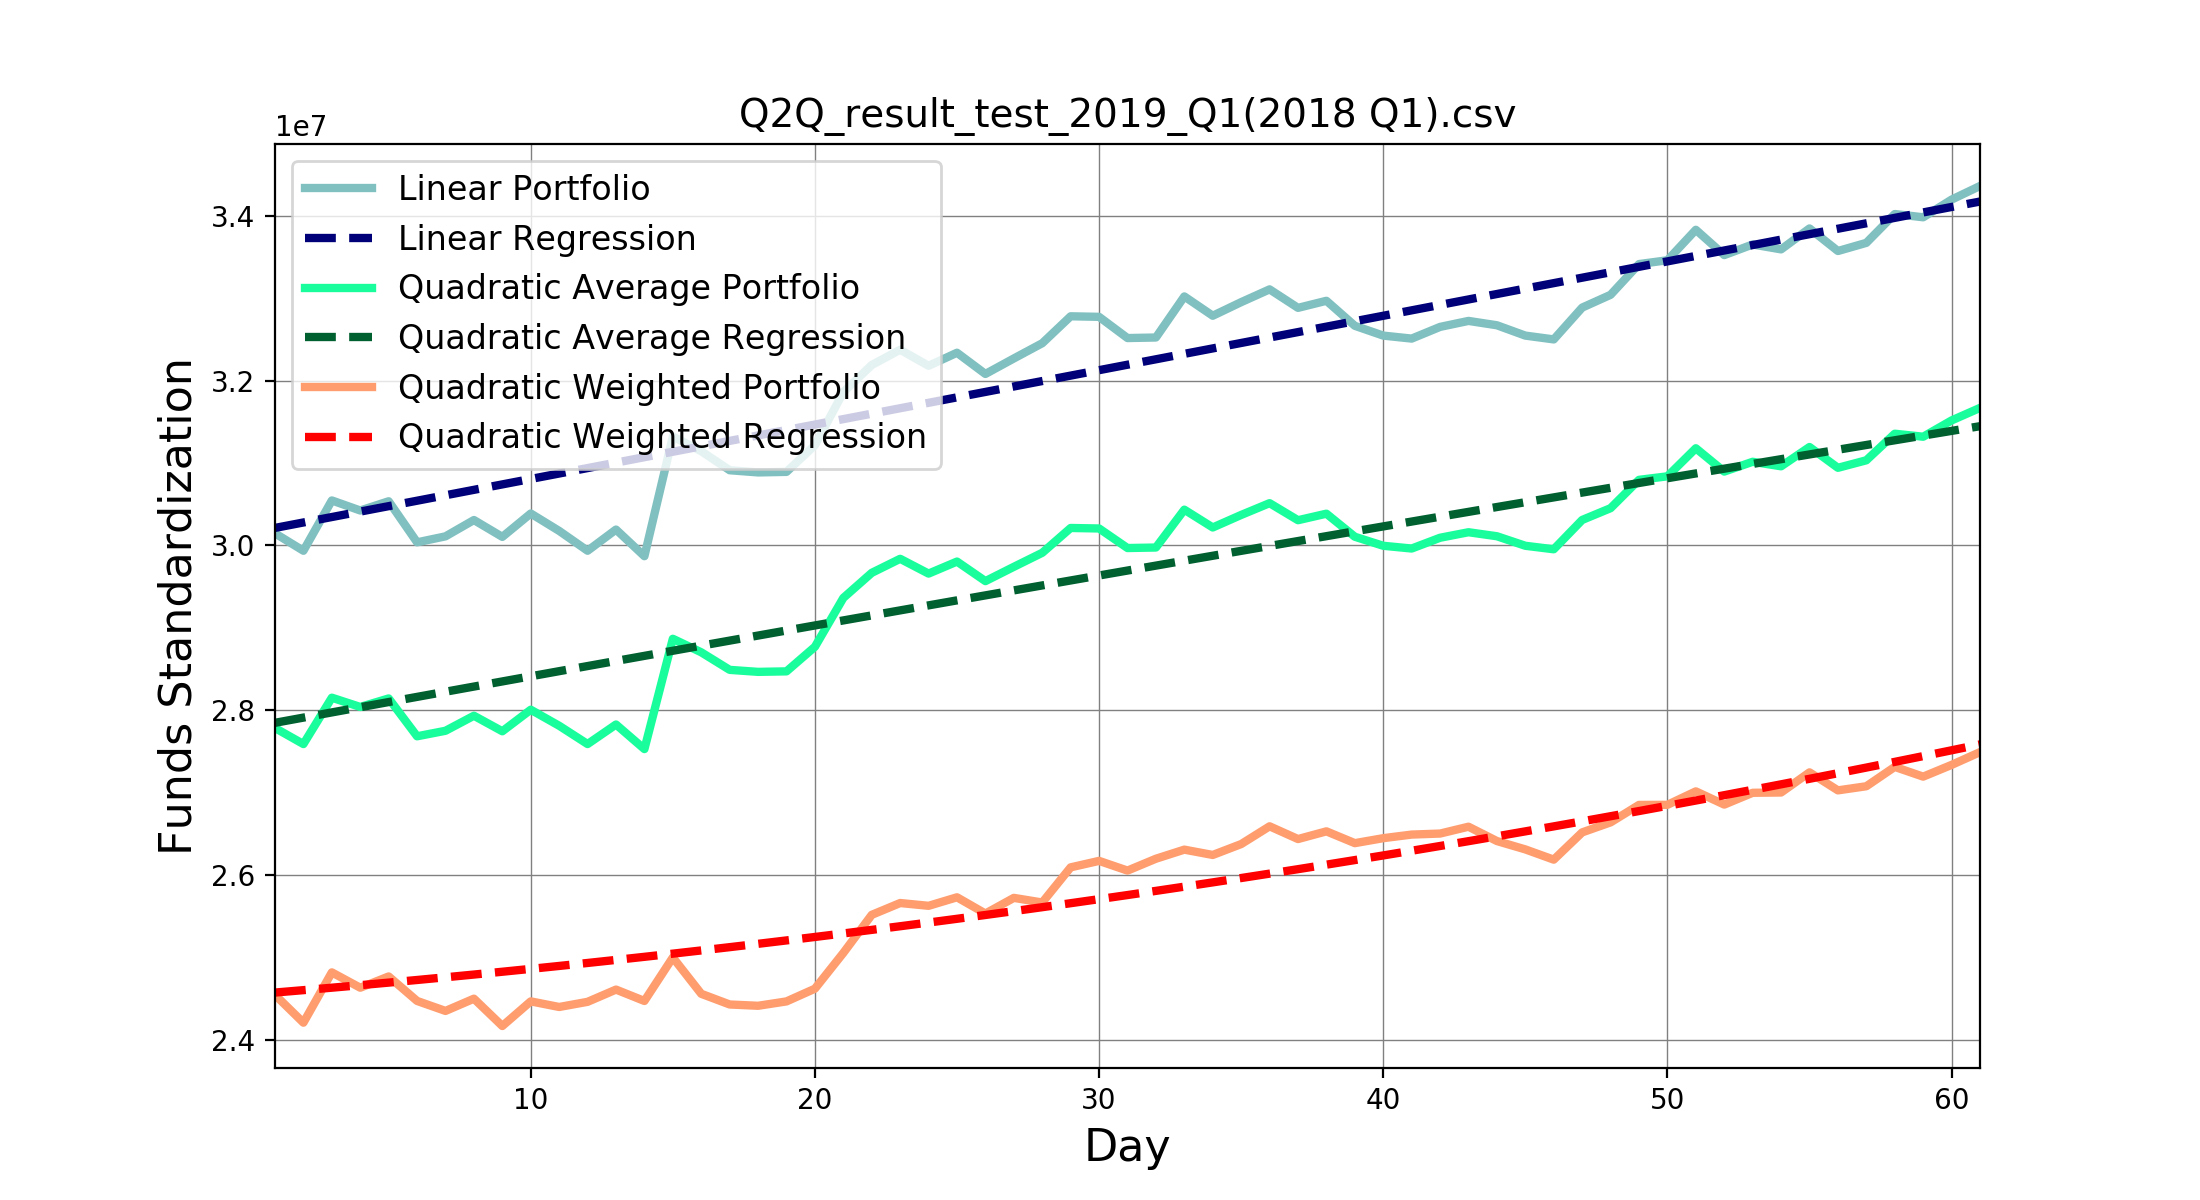 Q2Q_result_test_2019_Q1(2018 Q1).csv
1e7
Linear Portfolio
Linear Regression
Quadratic Average Portfolio
Quadratic Average Regression
Quadratic Weighted Portfolio
Quadratic Weighted Regression
Funds Standardization
3.4
3.2
3.0
2.8
2.6
2.4
10 20 30 40 50 60
Day